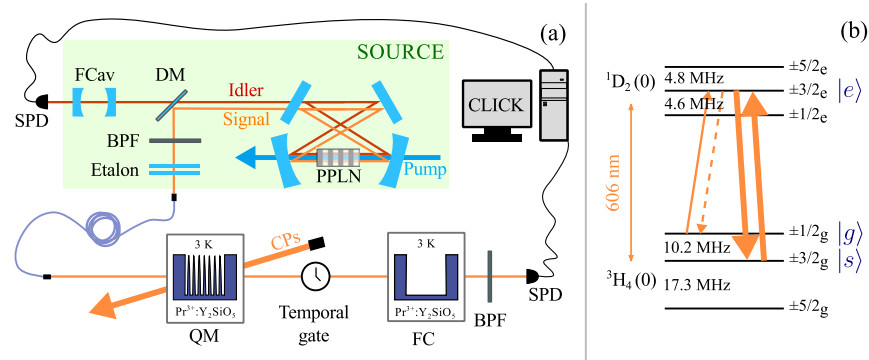 (a)
SOURCE
FCav
DM
Idler
Signal
SPD
BPF
Etalon
PPLN
Pump
CLICK
3 K
Pr³⁺:Y₂SiO₅
QM
CPs
Temporal
gate
3 K
Pr³⁺:Y₂SiO₅
FC
BPF
SPD
(b)
¹D₂(0)
4.8 MHz
4.6 MHz
±5/2e
±3/2e
|e⟩
±1/2e
606 nm
±1/2g
|g⟩
10.2 MHz
±3/2g
|s⟩
³H₄(0)
17.3 MHz
±5/2g